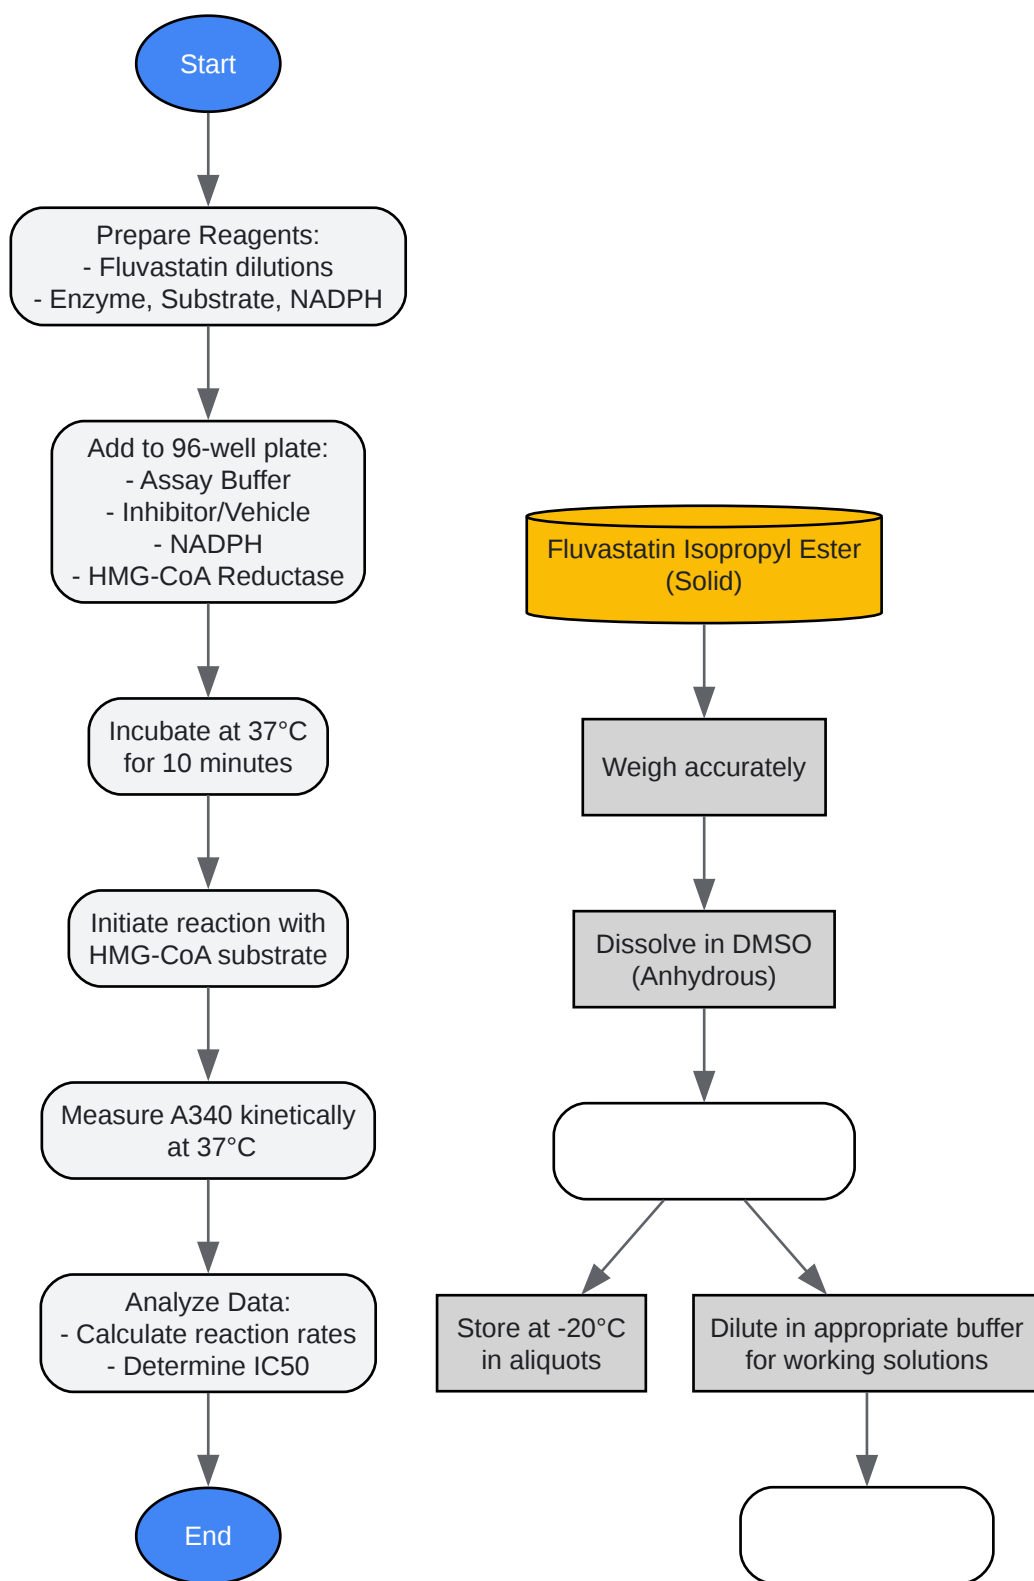 Start
Prepare Reagents:
- Fluvastatin dilutions
- Enzyme, Substrate, NADPH
Add to 96-well plate:
- Assay Buffer
- Inhibitor/Vehicle
- NADPH
- HMG-CoA Reductase
Incubate at 37°C
for 10 minutes
Initiate reaction with
HMG-CoA substrate
Measure A340 kinetically
at 37°C
Analyze Data:
- Calculate reaction rates
- Determine IC50
End
Fluvastatin Isopropyl Ester
(Solid)
Weigh accurately
Dissolve in DMSO
(Anhydrous)
Store at -20°C
in aliquots
Dilute in appropriate buffer
for working solutions